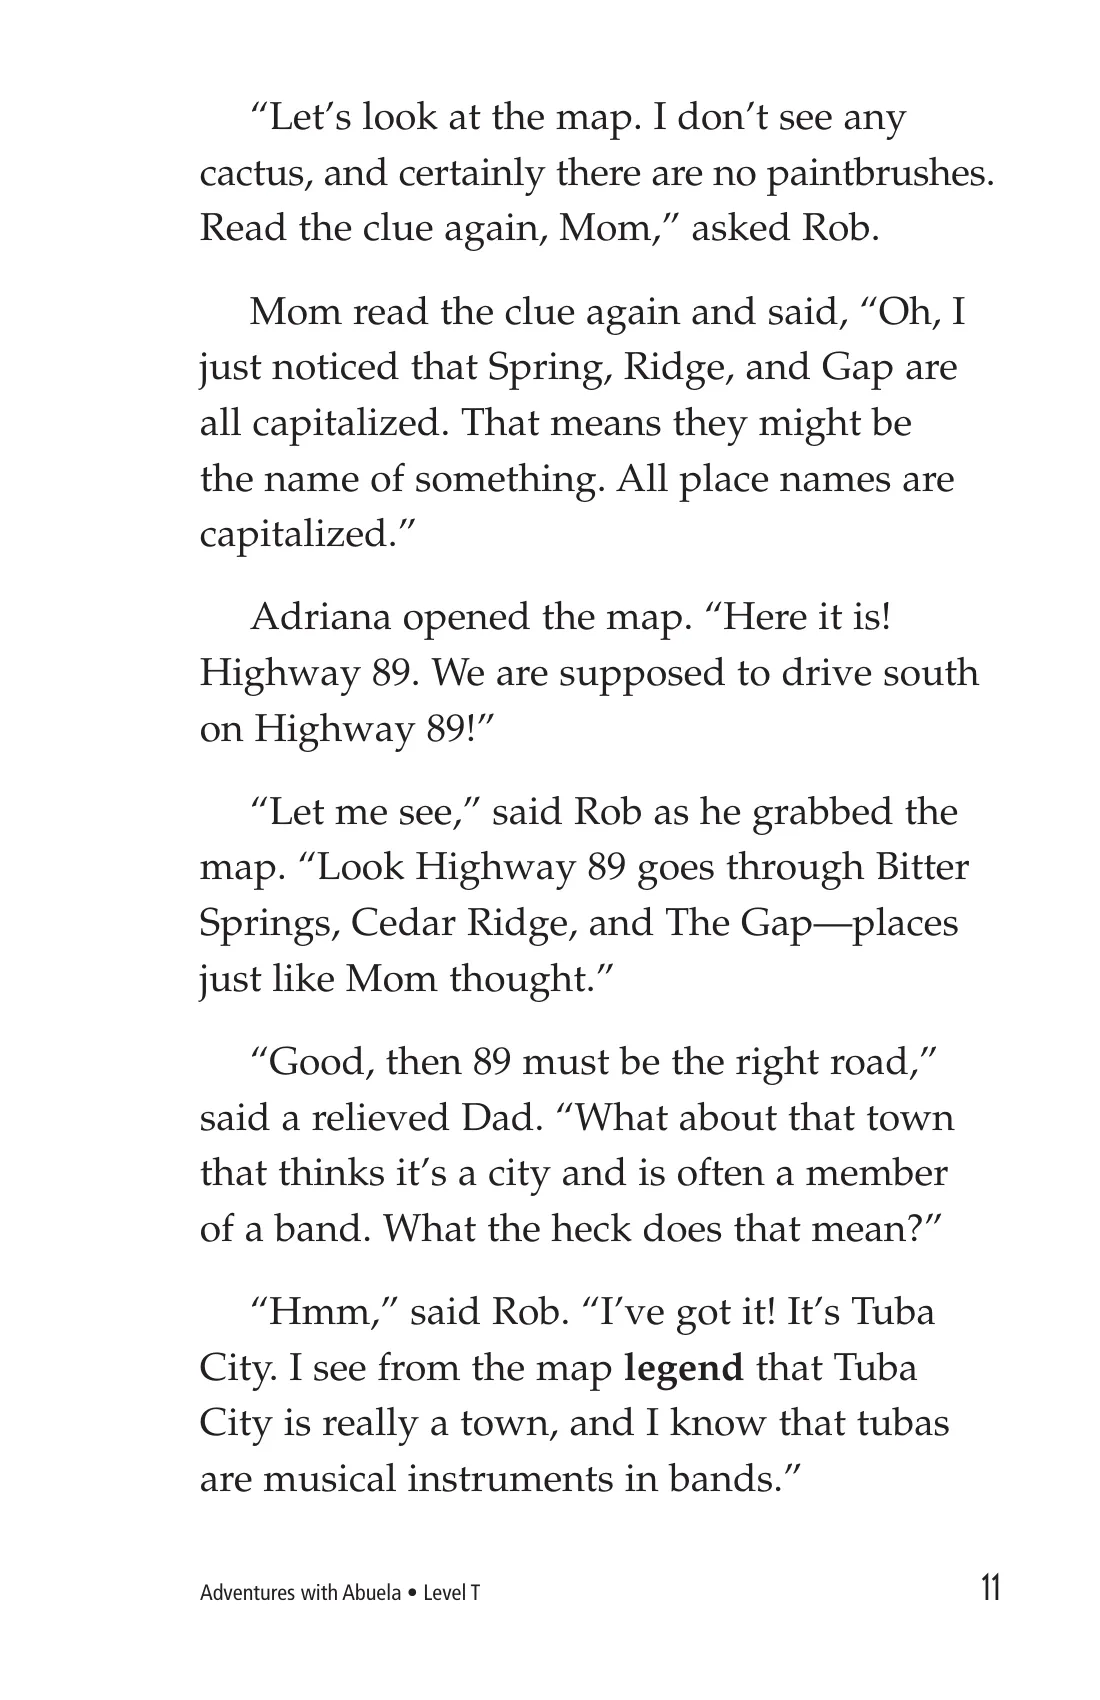 “Let’s look at the map. I don’t see any
cactus, and certainly there are no paintbrushes.
Read the clue again, Mom,” asked Rob.
Mom read the clue again and said, “Oh, I
just noticed that Spring, Ridge, and Gap are
all capitalized. That means they might be
the name of something. All place names are
capitalized.”
Adriana opened the map. “Here it is!
Highway 89. We are supposed to drive south
on Highway 89!”
“Let me see,” said Rob as he grabbed the
map. “Look Highway 89 goes through Bitter
Springs, Cedar Ridge, and The Gap—places
just like Mom thought.”
“Good, then 89 must be the right road,”
said a relieved Dad. “What about that town
that thinks it’s a city and is often a member
of a band. What the heck does that mean?”
“Hmm,” said Rob. “I’ve got it! It’s Tuba
City. I see from the map legend that Tuba
City is really a town, and I know that tubas
are musical instruments in bands.”
Adventures with Abuela • Level T 11